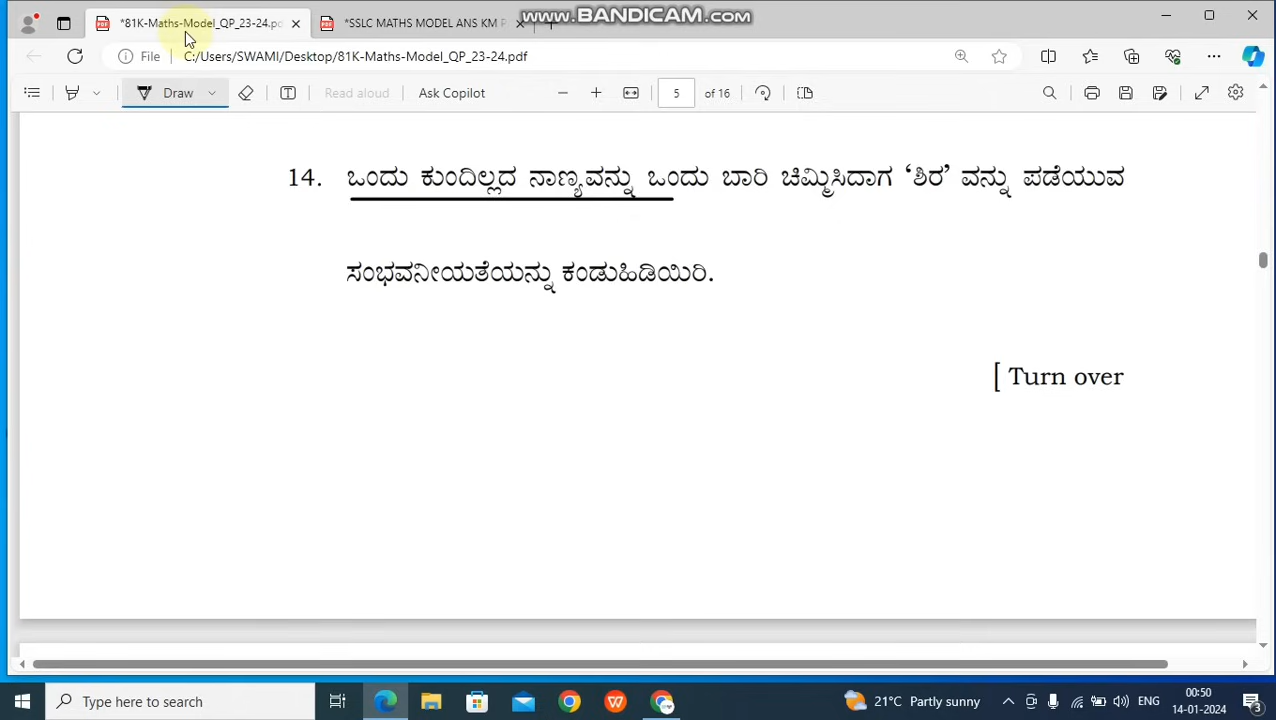 www.BANDICAM.com
*81K-Maths-Model_QP_23-24.pd
*SSLC MATHS MODEL ANS KM P
File
C:/Users/SWAMI/Desktop/81K-Maths-Model_QP_23-24.pdf
Draw
Read aloud
Ask Copilot
5
of 16
14. ಒಂದು ಕುಂದಿಲ್ಲದ ನಾಣ್ಯವನ್ನು ಒಂದು ಬಾರಿ ಚಿಮ್ಮಿಸಿದಾಗ ‘ಶಿರ’ ವನ್ನು ಪಡೆಯುವ
ಸಂಭವನೀಯತೆಯನ್ನು ಕಂಡುಹಿಡಿಯಿರಿ.
[ Turn over
Type here to search
21°C Partly sunny
ENG
00:50
14-01-2024
3